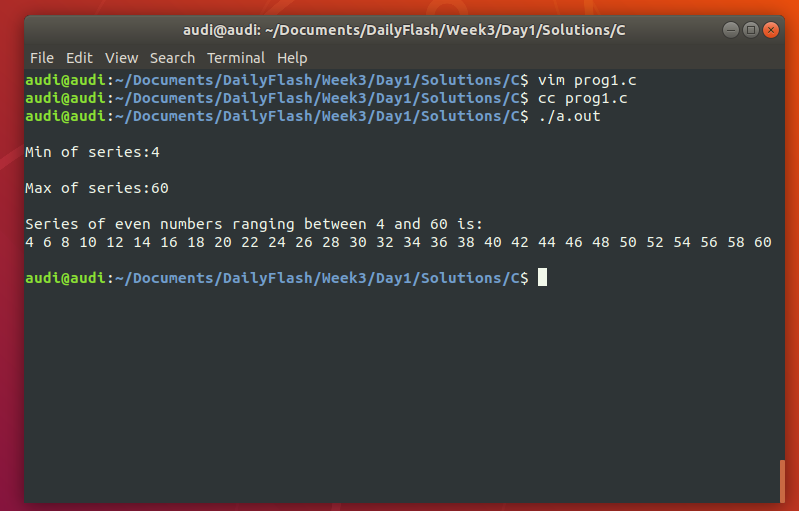 audi@audi: ~/Documents/DailyFlash/Week3/Day1/Solutions/C
File Edit View Search Terminal Help
audi@audi:~/Documents/DailyFlash/Week3/Day1/Solutions/C$ vim prog1.c
audi@audi:~/Documents/DailyFlash/Week3/Day1/Solutions/C$ cc prog1.c
audi@audi:~/Documents/DailyFlash/Week3/Day1/Solutions/C$ ./a.out
Min of series:4
Max of series:60
Series of even numbers ranging between 4 and 60 is:
4 6 8 10 12 14 16 18 20 22 24 26 28 30 32 34 36 38 40 42 44 46 48 50 52 54 56 58 60
audi@audi:~/Documents/DailyFlash/Week3/Day1/Solutions/C$